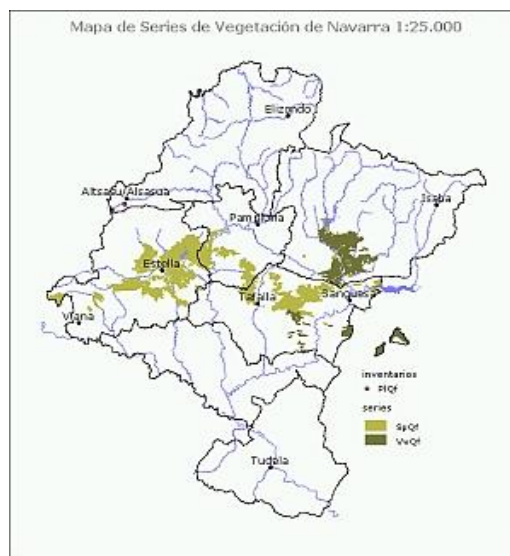 Mapa de Series de Vegetación de Navarra 1:25.000
Elizondo
Altsasu/Alsasua
Isaba
Pamplona
Estella
Sangüesa
Tafalla
Viana
inventarios
PlQf
series
SpQf
VeQf
Tudela